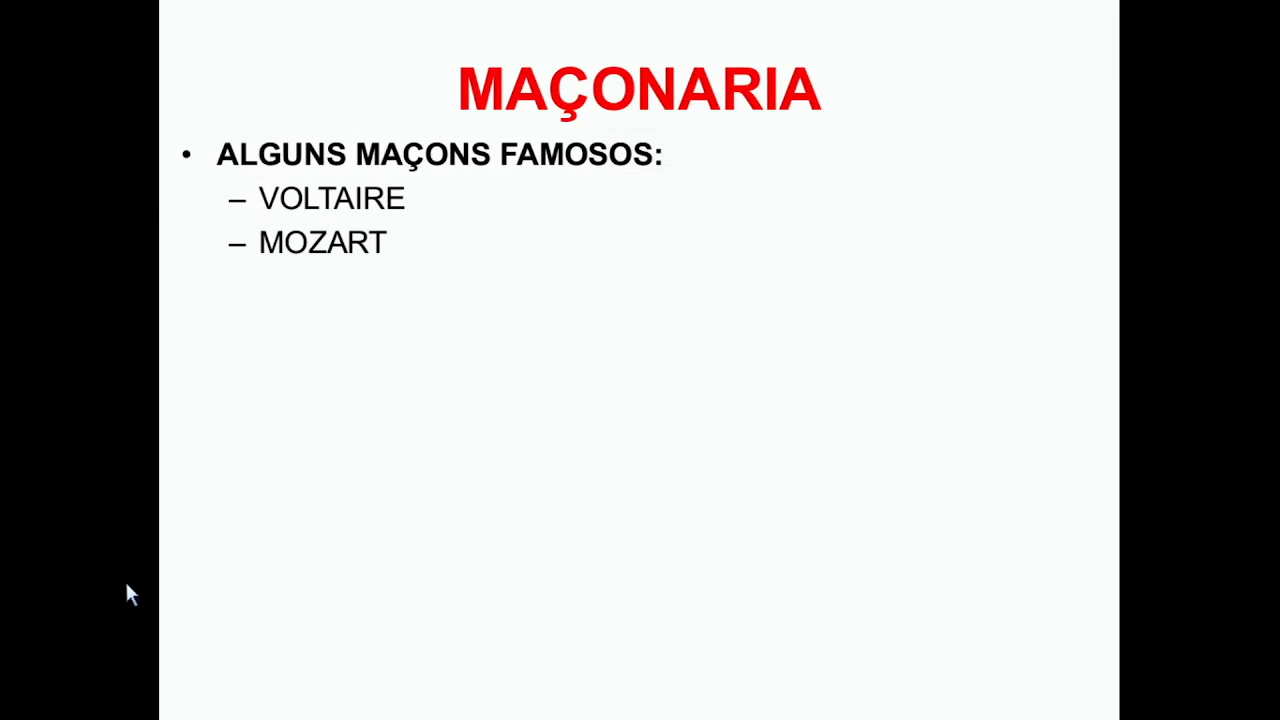 MAÇONARIA
• ALGUNS MAÇONS FAMOSOS:
– VOLTAIRE
– MOZART